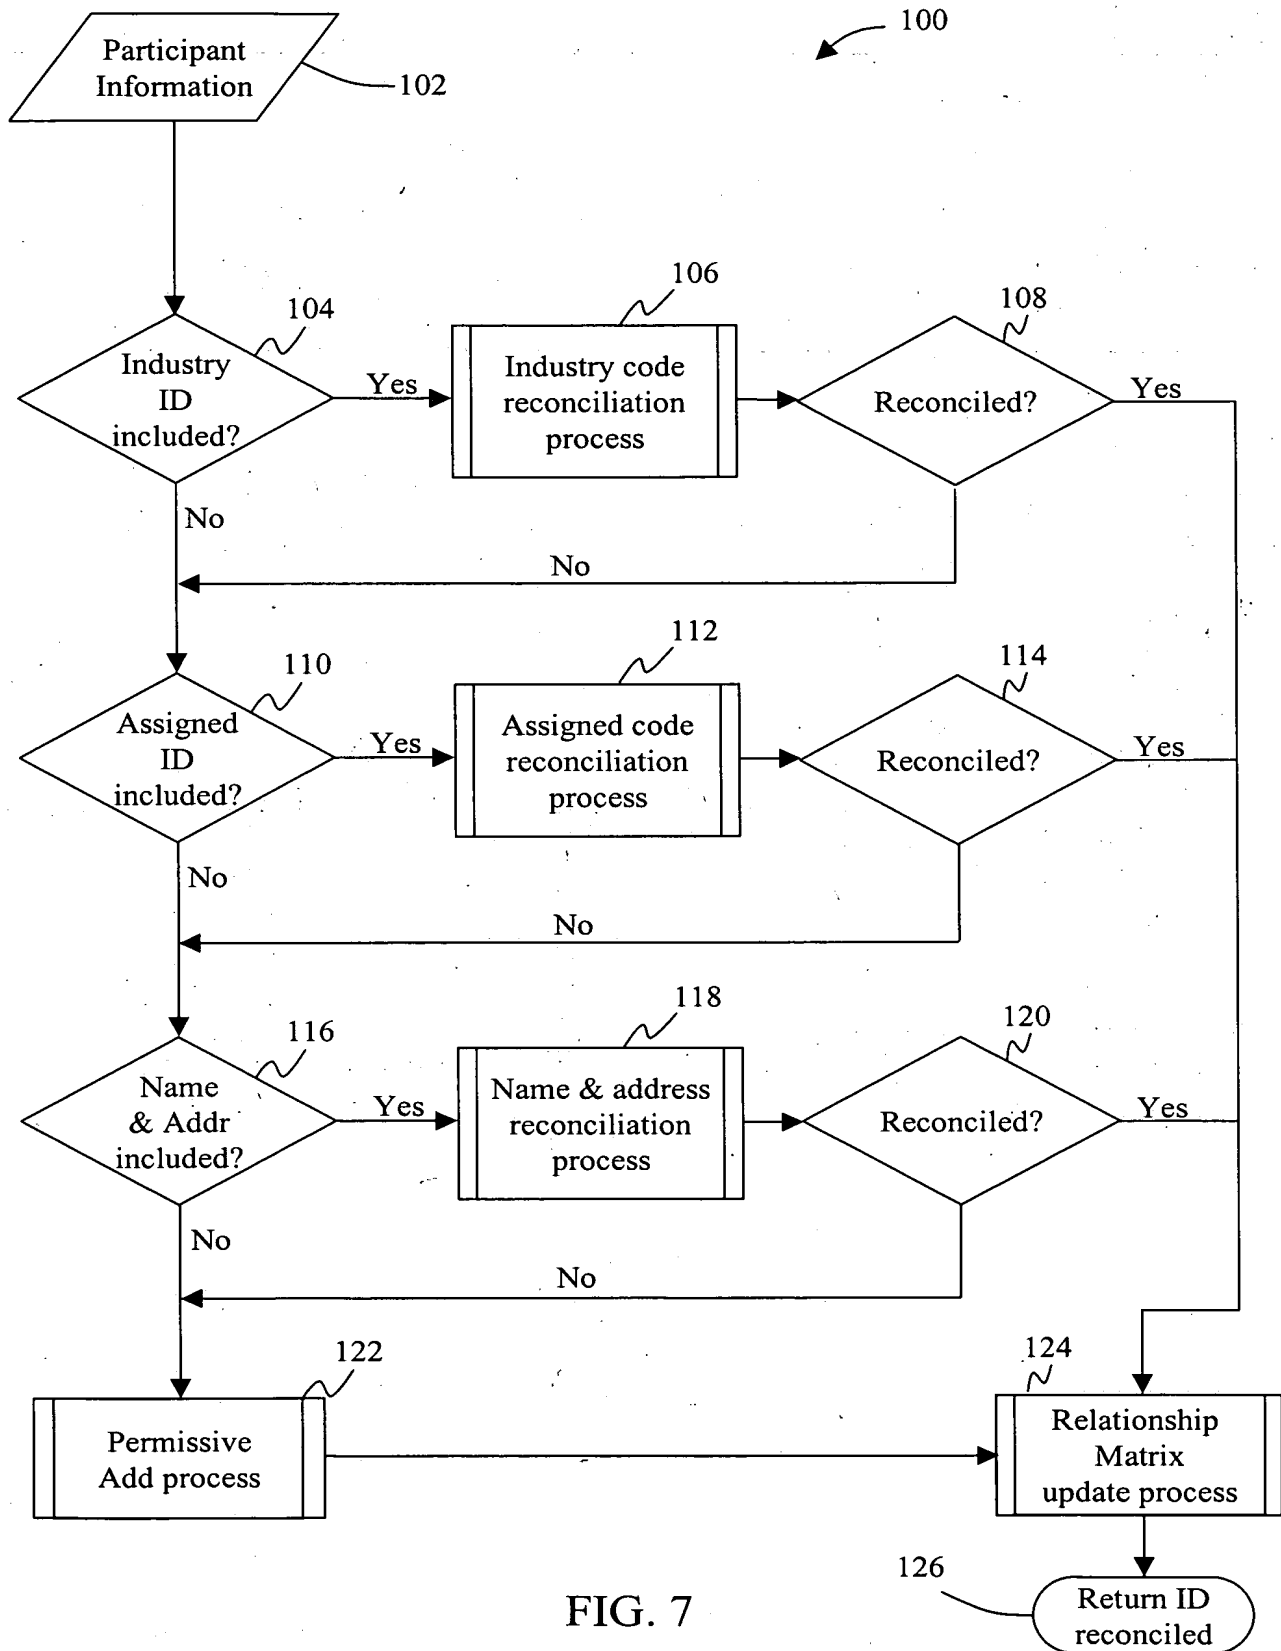 100
Participant
Information
102
104
Industry
ID
included?
Yes
106
Industry code
reconciliation
process
108
Reconciled?
Yes
No
No
110
Assigned
ID
included?
Yes
112
Assigned code
reconciliation
process
114
Reconciled?
Yes
No
No
116
Name
& Addr
included?
Yes
118
Name & address
reconciliation
process
120
Reconciled?
Yes
No
No
122
Permissive
Add process
124
Relationship
Matrix
update process
126
Return ID
reconciled
FIG. 7